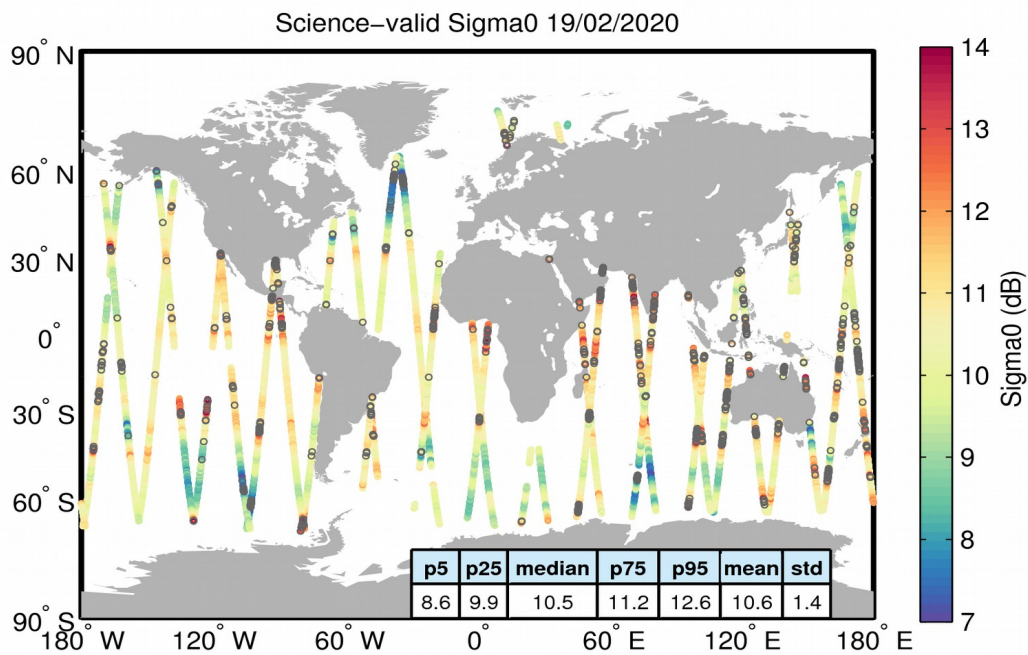 Science−valid Sigma0 19/02/2020
90° N
60° N
30° N
0°
30° S
60° S
90° S
180° W
120° W
60° W
0°
60° E
120° E
180° E
p5 p25 median p75 p95 mean std
8.6 9.9 10.5 11.2 12.6 10.6 1.4
14
13
12
11
10
9
8
7
Sigma0 (dB)